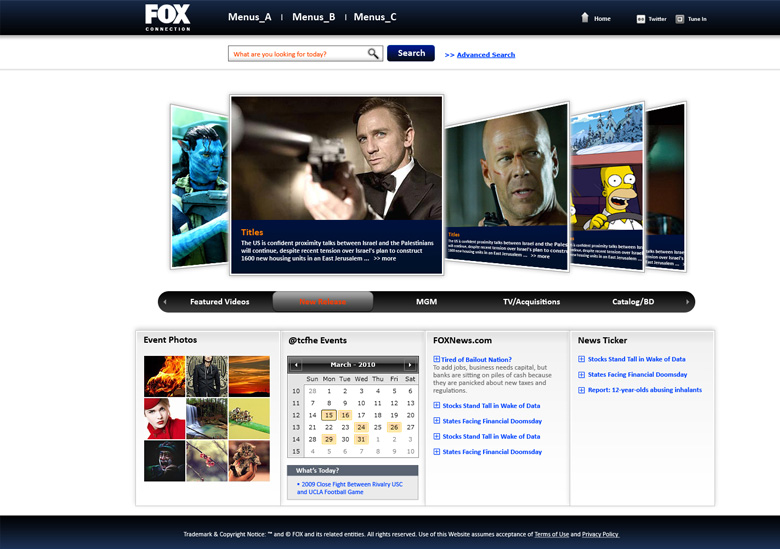 FOX
CONNECTION
Menus_A | Menus_B | Menus_C
Home
Twitter
Tune In
What are you looking for today?
Search
>> Advanced Search
Titles
The US is confident proximity talks between Israel and the Palestinians
will continue, despite recent tension over Israel's plan to construct
1600 new housing units in an East Jerusalem ... >> more
Titles
The US is confident proximity talks between Israel and the Pales
will continue, despite recent tension over Israel's plan to
1600 new housing units in an East Jerusalem ... >> more
Featured Videos
New Release
MGM
TV/Acquisitions
Catalog/BD
Event Photos
@tcfhe Events
March - 2010
Sun Mon Tue Wed Thu Fri Sat
10 28 1 2 3 4 5 6
11 7 8 9 10 11 12 13
12 14 15 16 17 18 19 20
13 21 22 23 24 25 26 27
14 28 29 30 31 1 2 3
15 4 5 6 7 8 9 10
What's Today?
• 2009 Close Fight Between Rivalry USC
and UCLA Football Game
FOXNews.com
Tired of Bailout Nation?
To add jobs, business needs capital, but
banks are sitting on piles of cash because
they are panicked about new taxes and
regulations.
Stocks Stand Tall in Wake of Data
States Facing Financial Doomsday
Stocks Stand Tall in Wake of Data
States Facing Financial Doomsday
News Ticker
Stocks Stand Tall in Wake of Data
States Facing Financial Doomsday
Report: 12-year-olds abusing inhalants
Trademark & Copyright Notice: ™ and © FOX and its related entities. All rights reserved. Use of this Website assumes acceptance of Terms of Use and Privacy Policy